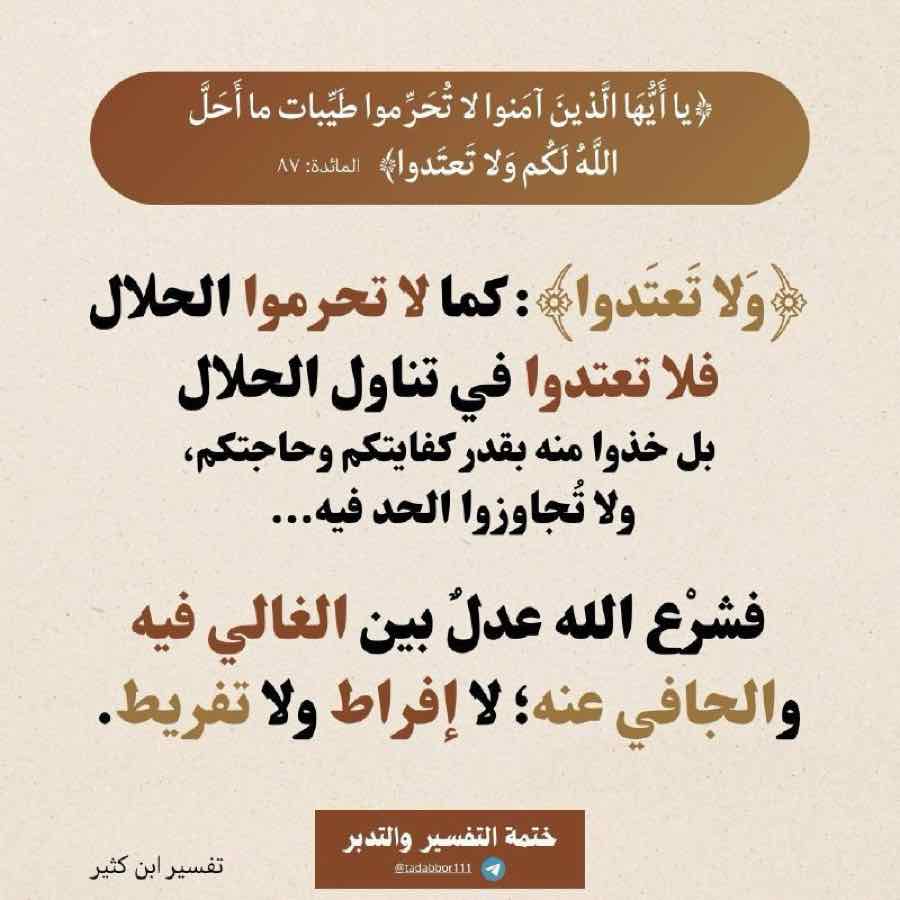 ﴿يا أَيُّهَا الَّذينَ آمَنوا لا تُحَرِّموا طَيِّبات ما أَحَلَّ
اللَّهُ لَكُم وَلا تَعتَدوا﴾ المائدة: ٨٧
﴿وَلا تَعتَدوا﴾: كما لا تحرموا الحلال
فلا تعتدوا في تناول الحلال
بل خذوا منه بقدر كفايتكم وحاجتكم،
ولا تُجاوزوا الحد فيه...
فشرْع الله عدلٌ بين الغالي فيه
والجافي عنه؛ لا إفراط ولا تفريط.
ختمة التفسير والتدبر
@tadabbor111
تفسير ابن كثير